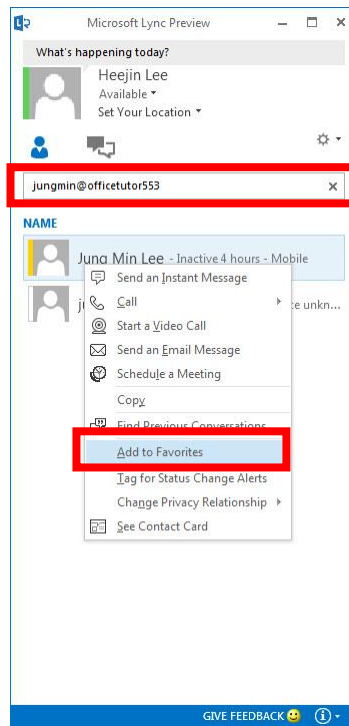 Microsoft Lync Preview
What's happening today?
Heejin Lee
Available
Set Your Location
jungmin@officetutor553
NAME
Jung Min Lee - Inactive 4 hours - Mobile
Send an Instant Message
Call
Start a Video Call
Send an Email Message
Schedule a Meeting
Copy
Find Previous Conversations
Add to Favorites
Tag for Status Change Alerts
Change Privacy Relationship
See Contact Card
GIVE FEEDBACK